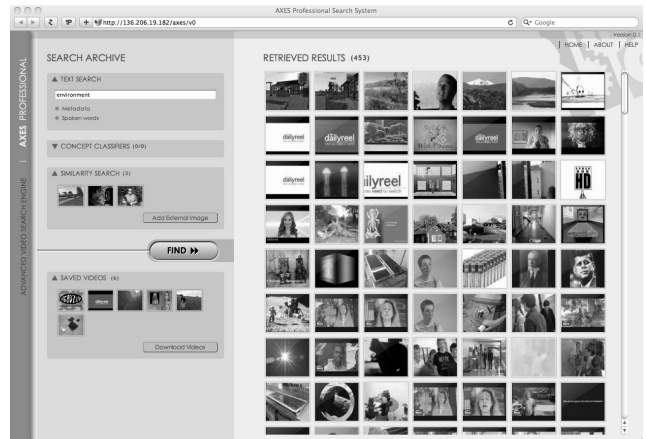 AXES Professional Search System
http://136.206.19.182/axes/v0
Google
Version 0.1
HOME | ABOUT | HELP
ADVANCED VIDEO SEARCH ENGINE | AXES PROFESSIONAL
SEARCH ARCHIVE
TEXT SEARCH
environment
Metadata
Spoken words
CONCEPT CLASSIFIERS (0/0)
SIMILARITY SEARCH (3)
Add External Image
FIND
SAVED VIDEOS (6)
Download Videos
RETRIEVED RESULTS (453)
dailyreel
dailyreel
dailyreel
dailyreel
ilyreel
HD